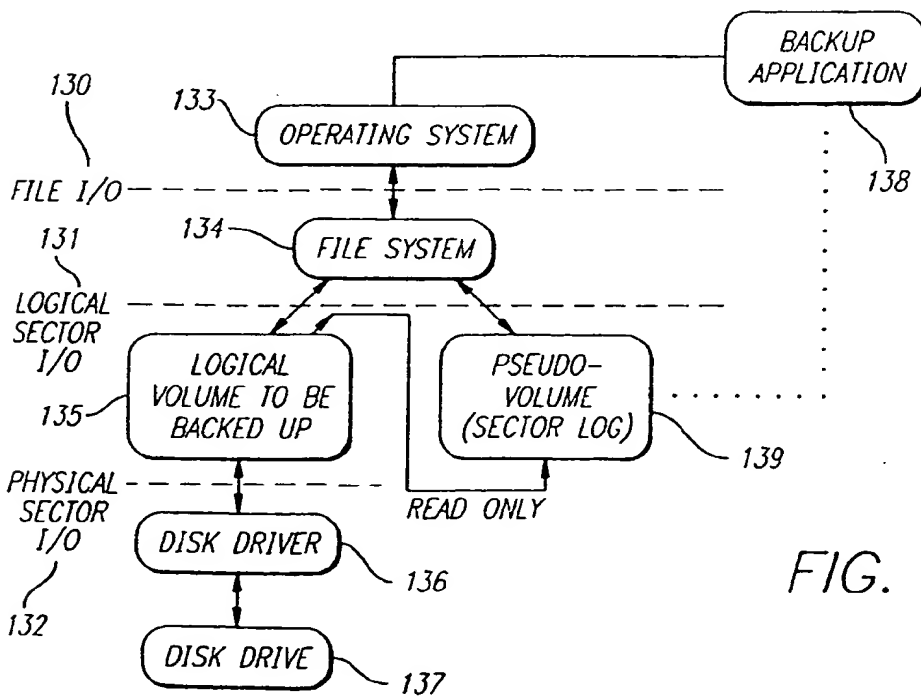 BACKUP
APPLICATION
138
130
133
OPERATING SYSTEM
FILE I/O
134
FILE SYSTEM
131
LOGICAL
SECTOR
I/O
135
LOGICAL
VOLUME TO BE
BACKED UP
PSEUDO-
VOLUME
(SECTOR LOG)
139
PHYSICAL
SECTOR
I/O
132
READ ONLY
DISK DRIVER
136
DISK DRIVE
137
FIG.